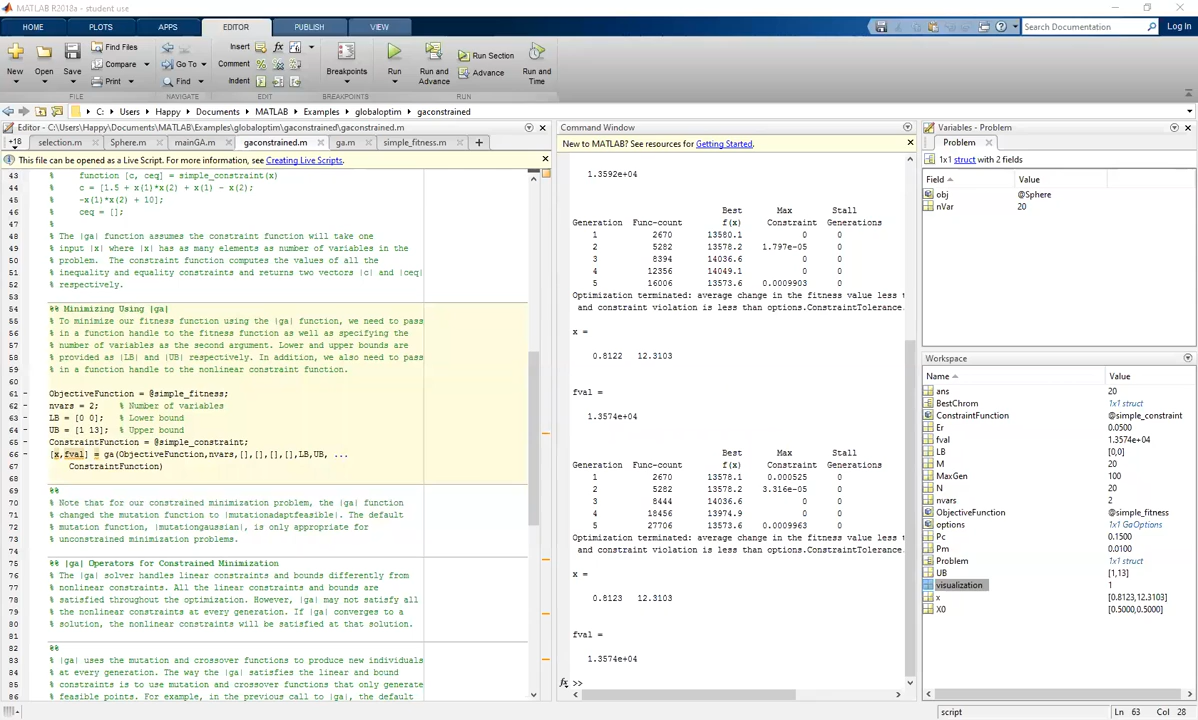 MATLAB R2018a - student use
HOME PLOTS APPS EDITOR PUBLISH VIEW
Search Documentation Log In
New Open Save Find Files Compare Print
Go To Find
Insert fx Comment Indent
Breakpoints Run Run and Advance Run Section Advance Run and Time
FILE NAVIGATE EDIT BREAKPOINTS RUN
C: Users Happy Documents MATLAB Examples globaloptim gaconstrained
Editor - C:\Users\Happy\Documents\MATLAB\Examples\globaloptim\gaconstrained\gaconstrained.m
+18 selection.m Sphere.m mainGA.m gaconstrained.m ga.m simple_fitness.m +
This file can be opened as a Live Script. For more information, see Creating Live Scripts.
43 % function [c, ceq] = simple_constraint(x)
44 % c = [1.5 + x(1)*x(2) + x(1) - x(2);
45 % -x(1)*x(2) + 10];
46 % ceq = [];
47 %
48 % The |ga| function assumes the constraint function will take one
49 % input |x| where |x| has as many elements as number of variables in the
50 % problem. The constraint function computes the values of all the
51 % inequality and equality constraints and returns two vectors |c| and |ceq|
52 % respectively.
53
54 %% Minimizing Using |ga|
55 % To minimize our fitness function using the |ga| function, we need to pass
56 % in a function handle to the fitness function as well as specifying the
57 % number of variables as the second argument. Lower and upper bounds are
58 % provided as |LB| and |UB| respectively. In addition, we also need to pass
59 % in a function handle to the nonlinear constraint function.
60
61 - ObjectiveFunction = @simple_fitness;
62 - nvars = 2; % Number of variables
63 - LB = [0 0]; % Lower bound
64 - UB = [1 13]; % Upper bound
65 - ConstraintFunction = @simple_constraint;
66 - [x,fval] = ga(ObjectiveFunction,nvars,[],[],[],[],LB,UB, ...
67 ConstraintFunction)
68
69 %%
70 % Note that for our constrained minimization problem, the |ga| function
71 % changed the mutation function to |mutationadaptfeasible|. The default
72 % mutation function, |mutationgaussian|, is only appropriate for
73 % unconstrained minimization problems.
74
75 %% |ga| Operators for Constrained Minimization
76 % The |ga| solver handles linear constraints and bounds differently from
77 % nonlinear constraints. All the linear constraints and bounds are
78 % satisfied throughout the optimization. However, |ga| may not satisfy all
79 % the nonlinear constraints at every generation. If |ga| converges to a
80 % solution, the nonlinear constraints will be satisfied at that solution.
81
82 %%
83 % |ga| uses the mutation and crossover functions to produce new individuals
84 % at every generation. The way the |ga| satisfies the linear and bound
85 % constraints is to use mutation and crossover functions that only generate
86 % feasible points. For example, in the previous call to |ga|, the default
Command Window
New to MATLAB? See resources for Getting Started.
1.3592e+04
Best Max Stall
Generation Func-count f(x) Constraint Generations
1 2670 13580.1 0 0
2 5282 13578.2 1.797e-05 0
3 8394 14036.6 0 0
4 12356 14049.1 0 0
5 16006 13573.6 0.0009903 0
Optimization terminated: average change in the fitness value less t
and constraint violation is less than options.ConstraintTolerance.
x =
0.8122 12.3103
fval =
1.3574e+04
Best Max Stall
Generation Func-count f(x) Constraint Generations
1 2670 13578.1 0.000525 0
2 5282 13578.2 3.316e-05 0
3 8444 14036.6 0 0
4 18456 13974.9 0 0
5 27706 13573.6 0.0009963 0
Optimization terminated: average change in the fitness value less t
and constraint violation is less than options.ConstraintTolerance.
x =
0.8123 12.3103
fval =
1.3574e+04
fx >>
Variables - Problem
Problem
1x1 struct with 2 fields
Field Value
obj @Sphere
nVar 20
Workspace
Name Value
ans 20
BestChrom 1x1 struct
ConstraintFunction @simple_constraint
Er 0.0500
fval 1.3574e+04
LB [0,0]
M 20
MaxGen 100
N 20
nvars 2
ObjectiveFunction @simple_fitness
options 1x1 GaOptions
Pc 0.1500
Pm 0.0100
Problem 1x1 struct
UB [1,13]
visualization 1
x [0.8123,12.3103]
X0 [0.5000,0.5000]
script Ln 63 Col 28